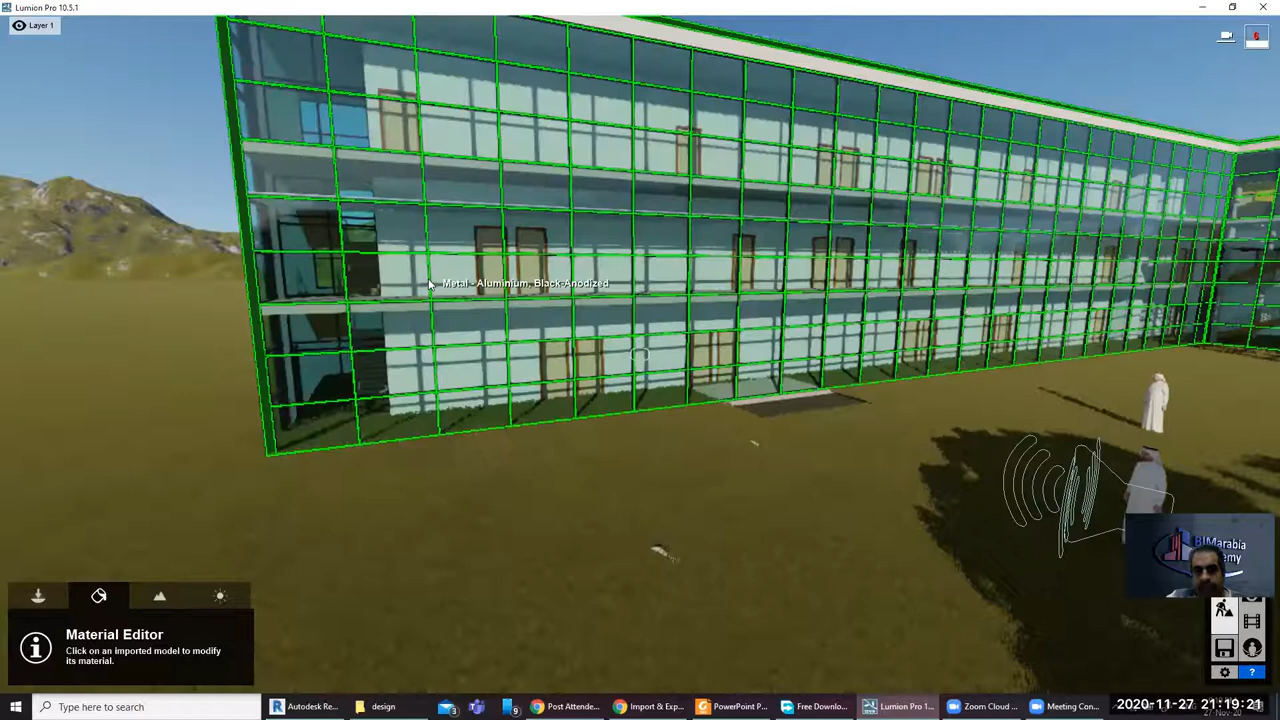 Lumion Pro 10.5.1
Layer 1
Metal - Aluminium, Black-Anodized
BIMarabia
Material Editor
Click on an imported model to modify
its material.
Type here to search
Autodesk Re...
design
3
9
Post Attende...
Import & Exp...
PowerPoint P...
Free Downlo...
Lumion Pro 1...
Zoom Cloud ...
Meeting Con...
2020-11-27 21:19:21